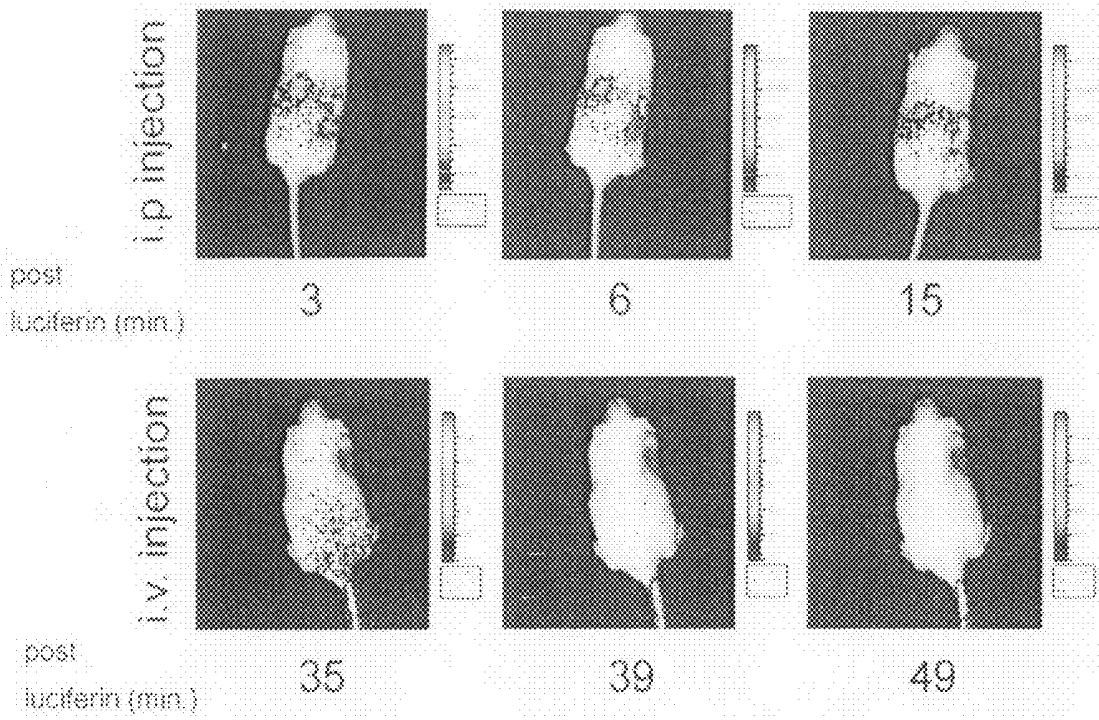 i.p injection
post
luciferin (min.)
3
6
15
i.v. injection
post
luciferin (min.)
35
39
49